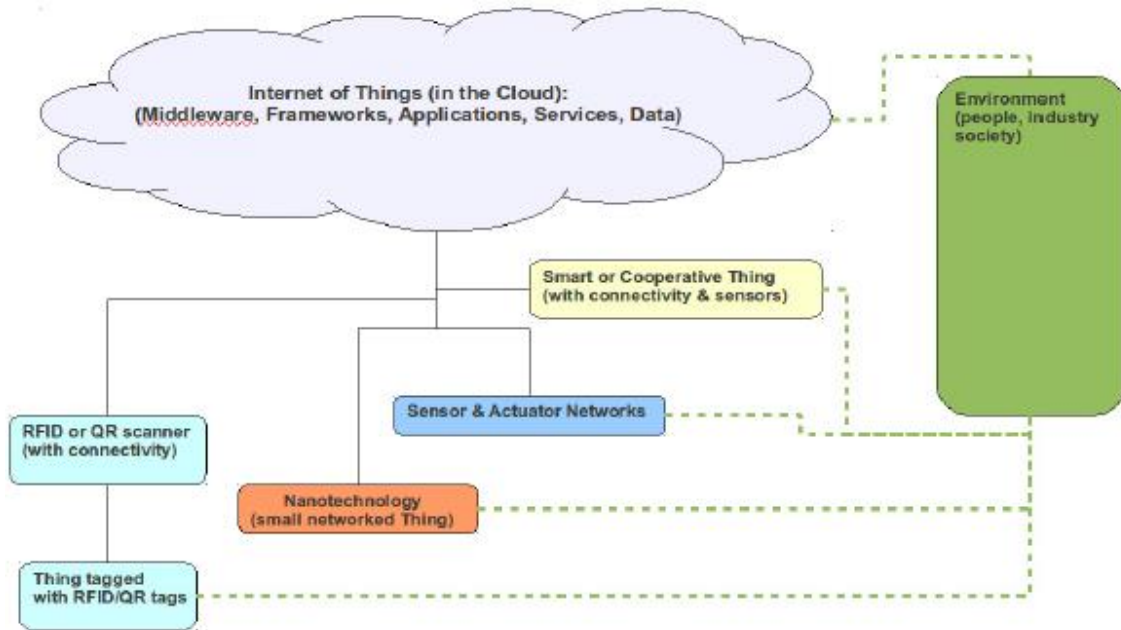 Internet of Things (in the Cloud):
(Middleware, Frameworks, Applications, Services, Data)
Environment
(people, industry
society)
Smart or Cooperative Thing
(with connectivity & sensors)
Sensor & Actuator Networks
RFID or QR scanner
(with connectivity)
Nanotechnology
(small networked Thing)
Thing tagged
with RFID/QR tags